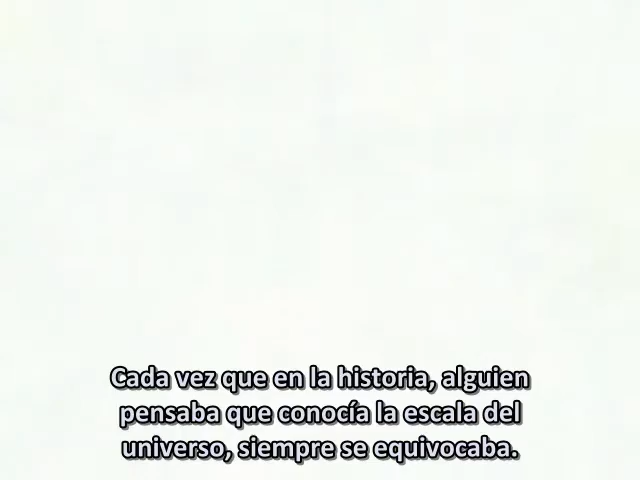 Cada vez que en la historia, alguien
pensaba que conocía la escala del
universo, siempre se equivocaba.